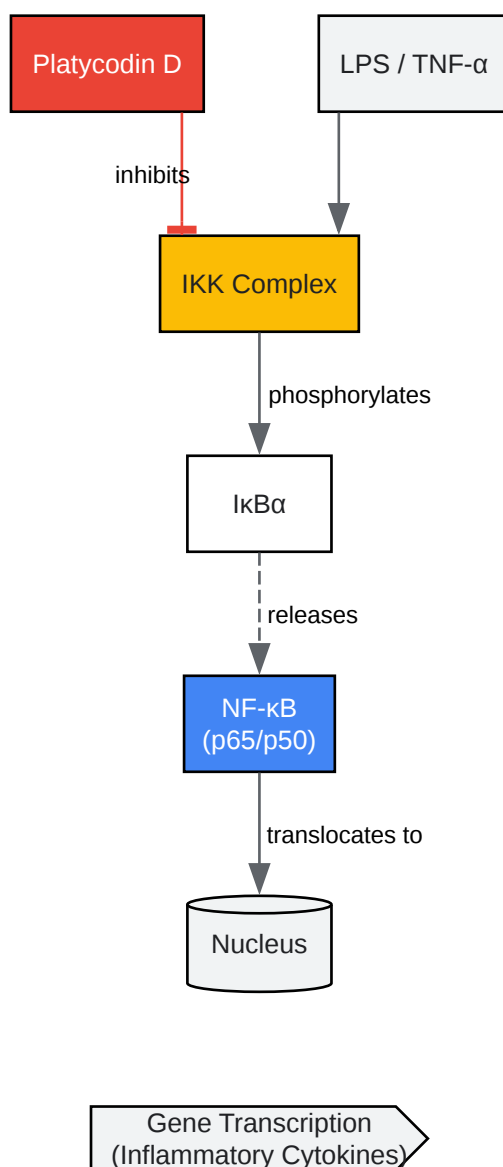 Platycodin D
LPS / TNF-α
inhibits
IKK Complex
phosphorylates
IκBα
releases
NF-κB
(p65/p50)
translocates to
Nucleus
Gene Transcription
(Inflammatory Cytokines)